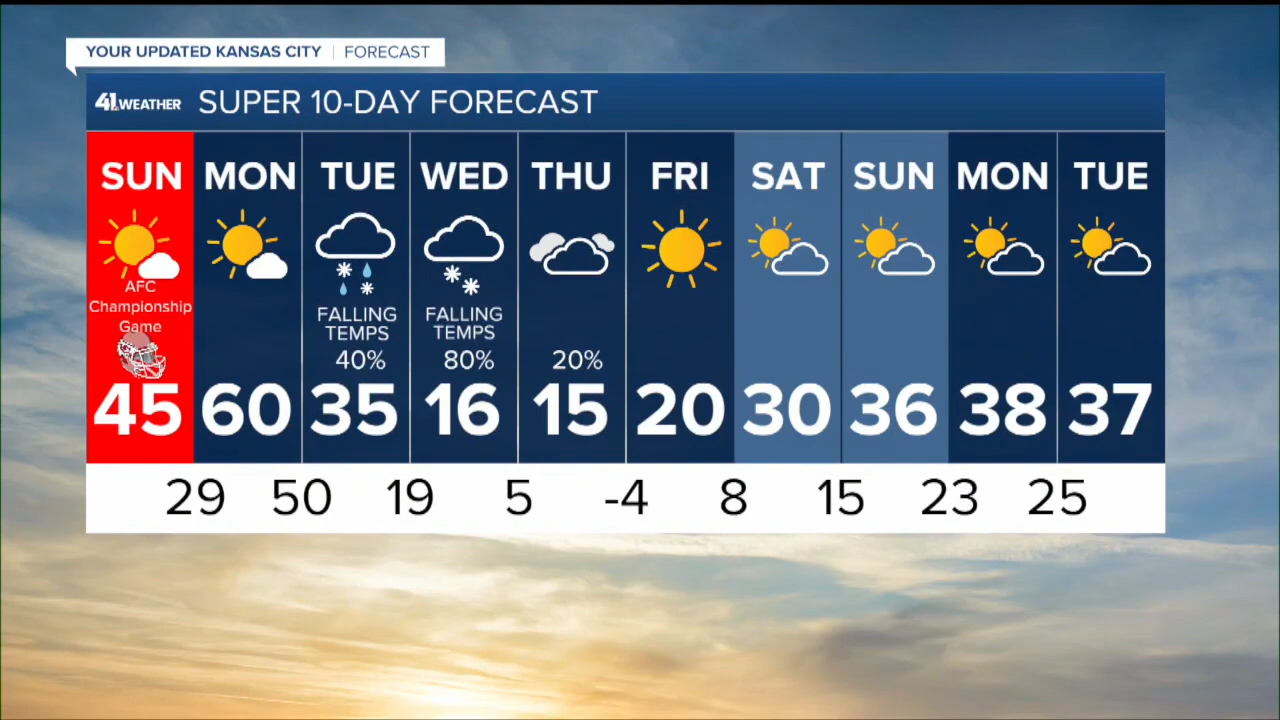 YOUR UPDATED KANSAS CITY | FORECAST
41 WEATHER SUPER 10-DAY FORECAST
SUN MON TUE WED THU FRI SAT SUN MON TUE
AFC
Championship
Game
FALLING TEMPS
40%
FALLING TEMPS
80%
20%
45 60 35 16 15 20 30 36 38 37
29 50 19 5 -4 8 15 23 25